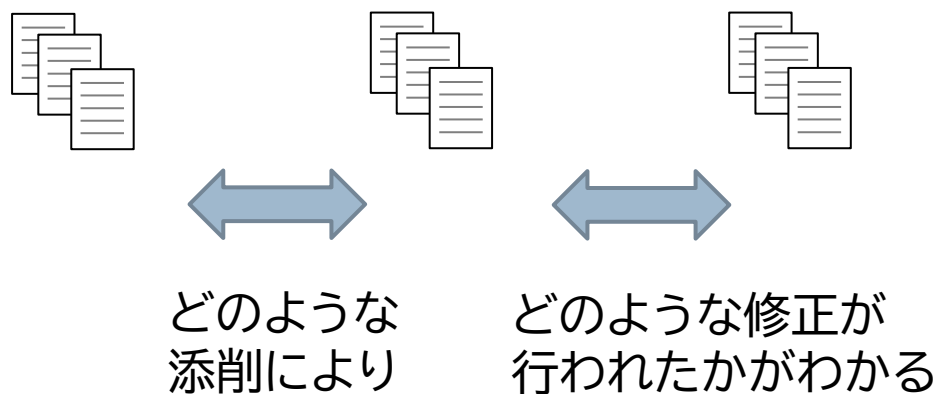 どのような
添削により
どのような修正が
行われたかがわかる